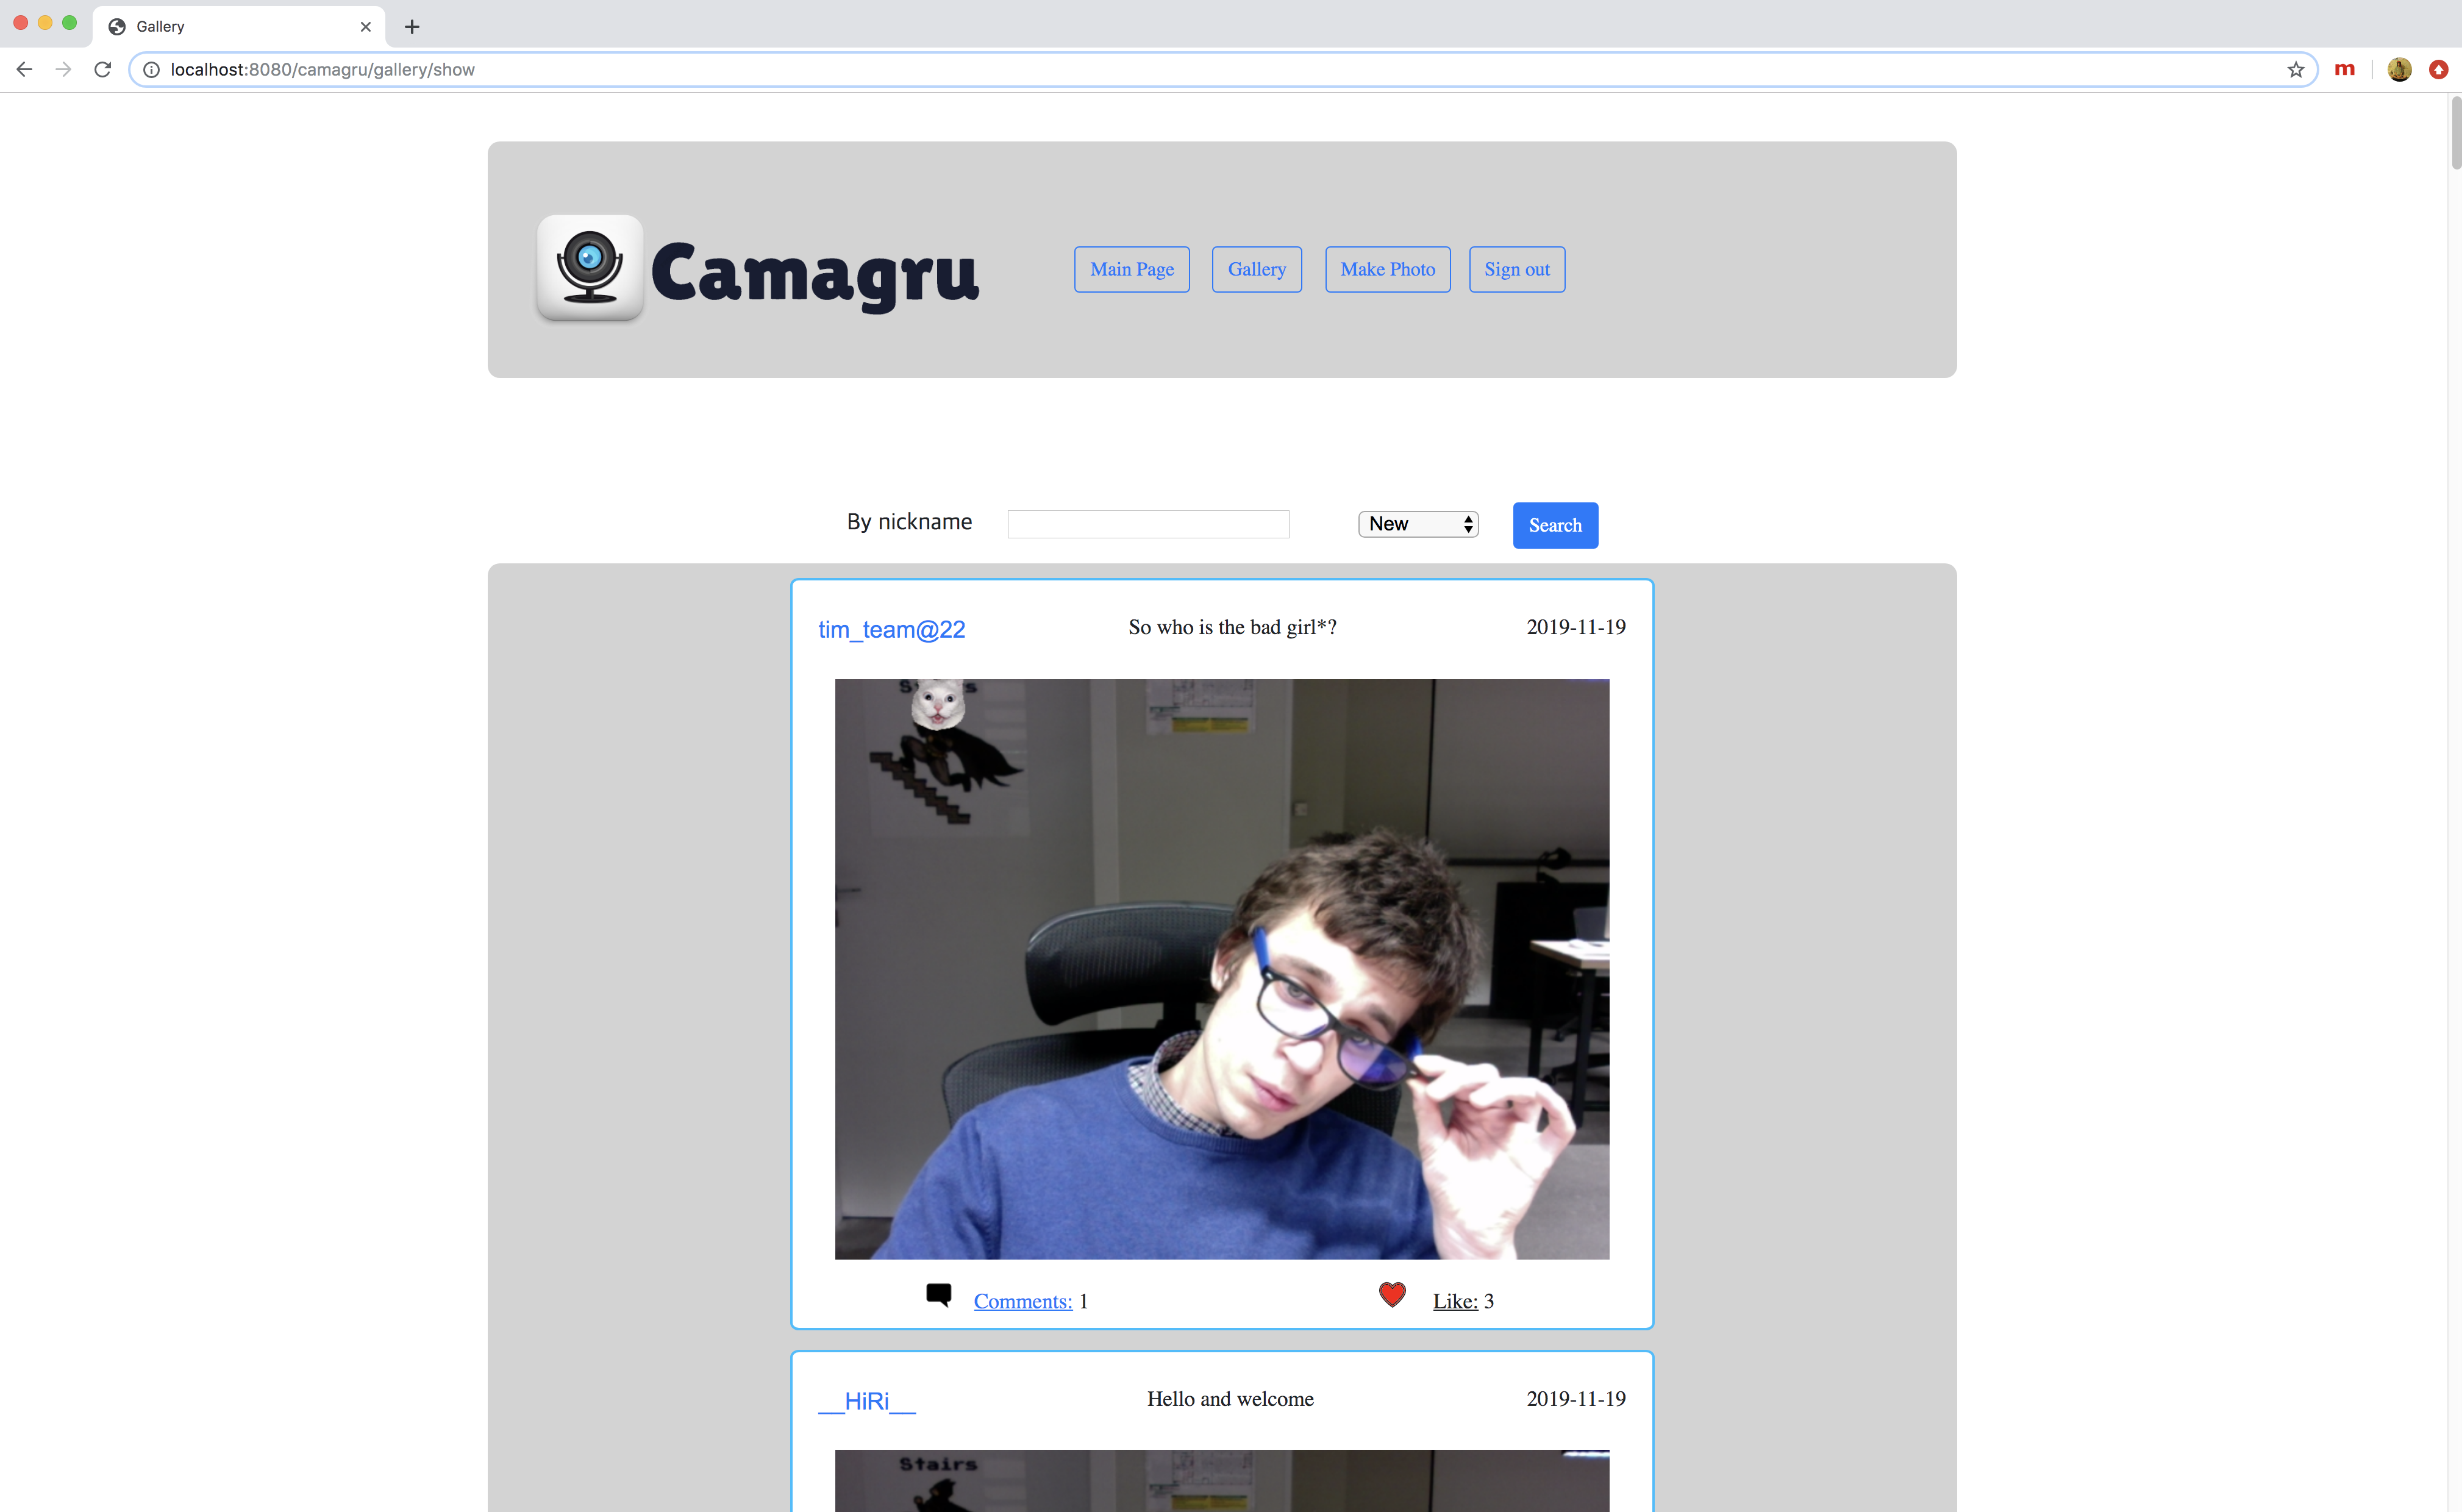 Gallery
localhost:8080/camagru/gallery/show
m
Camagru
Main Page
Gallery
Make Photo
Sign out
By nickname
New
Search
tim_team@22
So who is the bad girl*?
2019-11-19
Comments: 1
Like: 3
__HiRi__
Hello and welcome
2019-11-19
Stairs